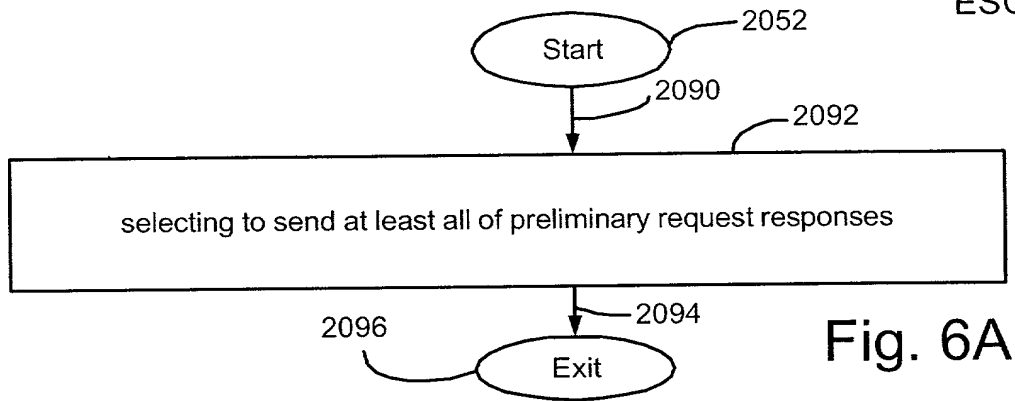 Start
2052
2090
2092
selecting to send at least all of preliminary request responses
2094
2096
Exit
Fig. 6A